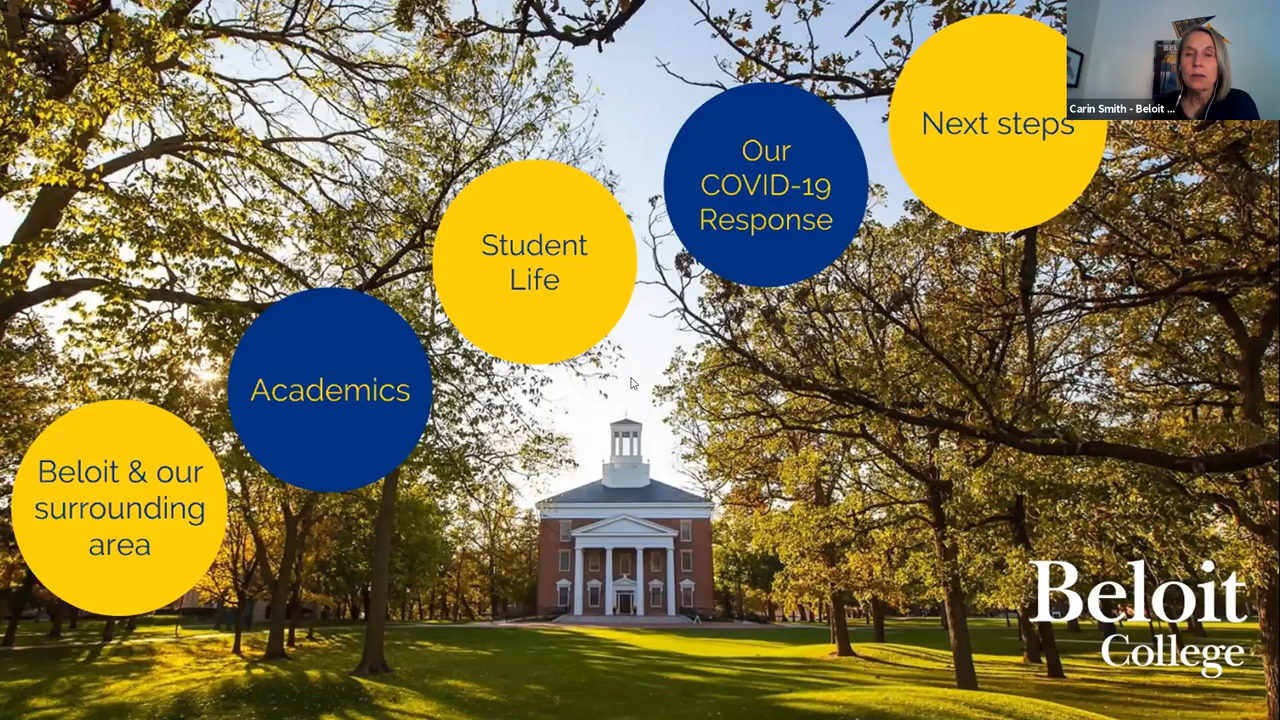 Beloit & our
surrounding
area
Academics
Student
Life
Our
COVID-19
Response
Next steps
Carin Smith - Beloit ...
Beloit
College